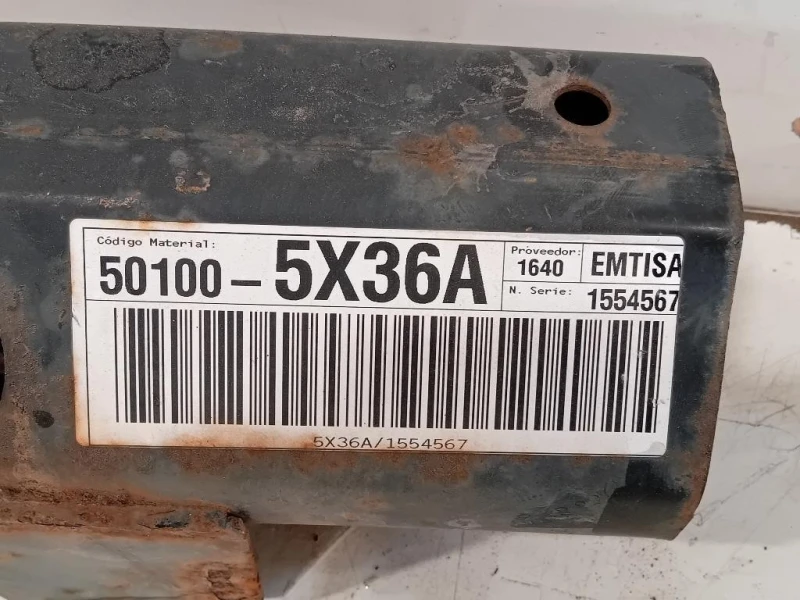 Código Material:
50100 - 5X36A
Proveedor:
1640
EMTISA
N. Serie:
1554567
5X36A/1554567